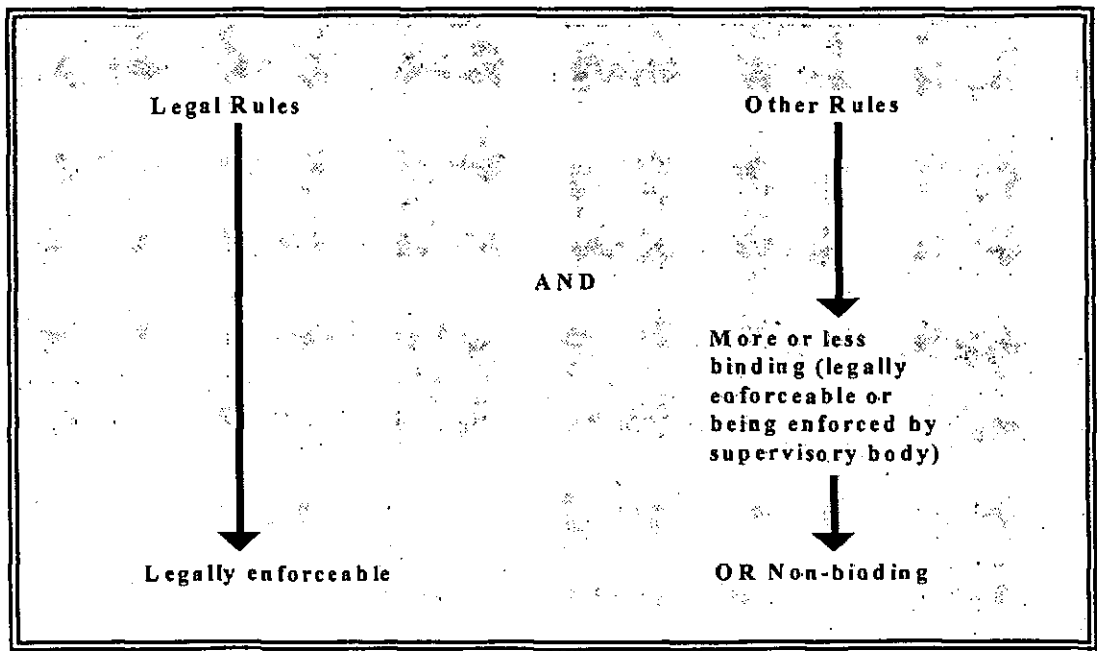 Legal Rules
Other Rules
AND
More or less
binding (legally
enforceable or
being enforced by
supervisory body)
Legally enforceable
OR Non-binding